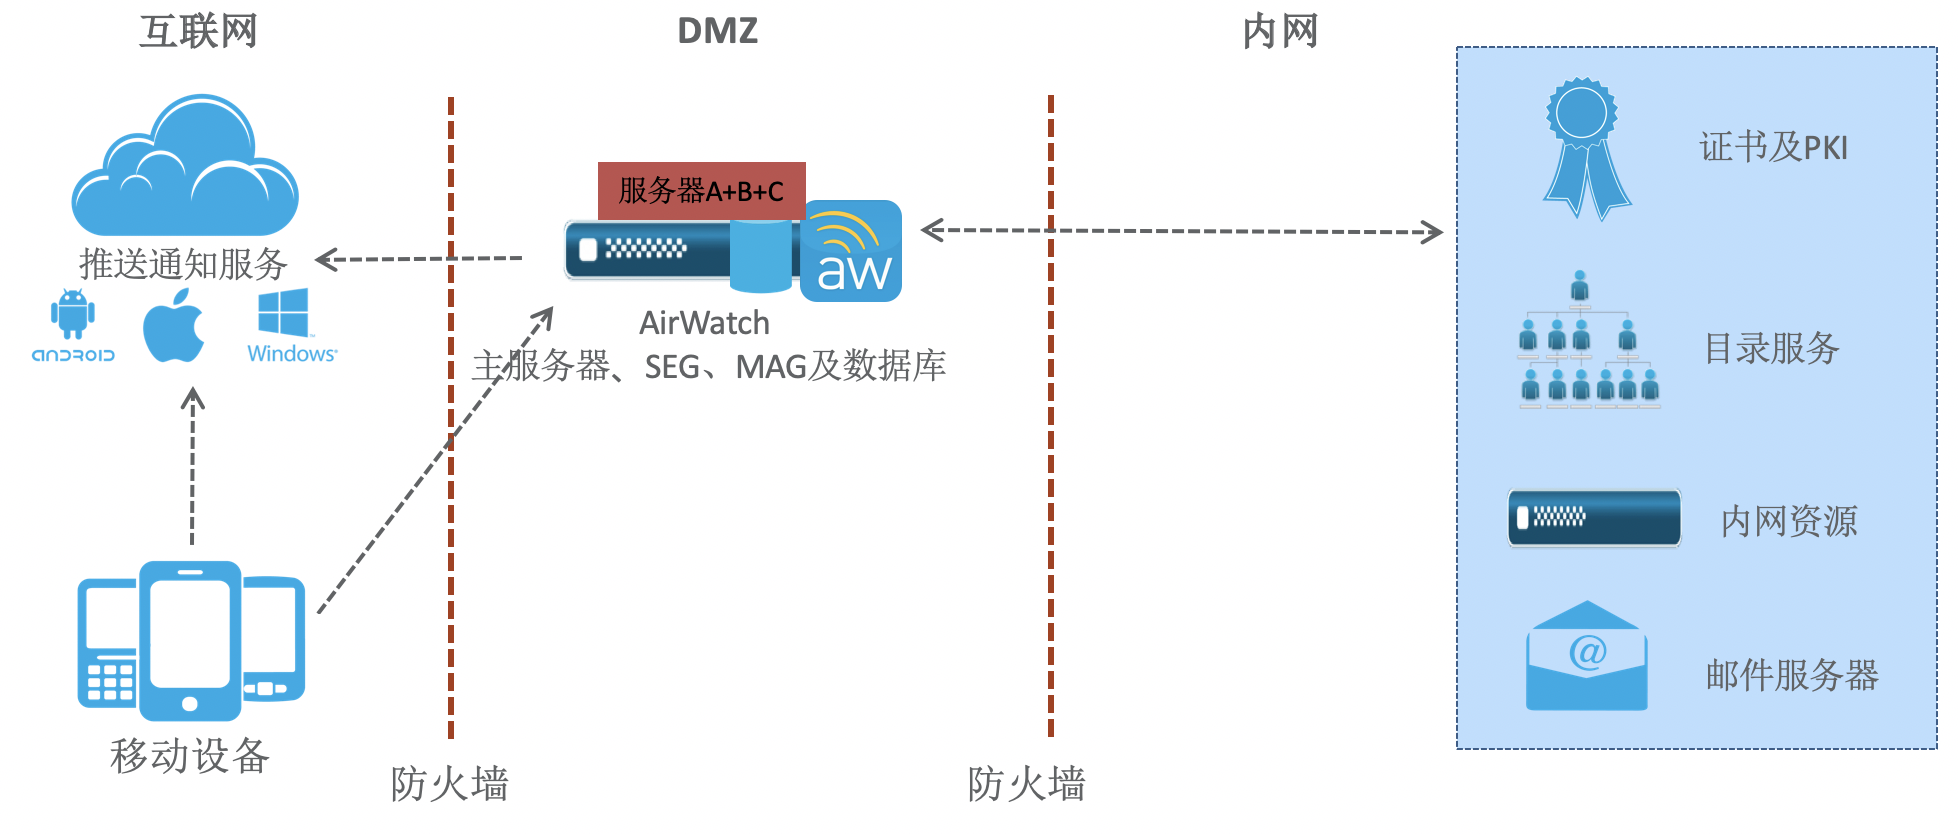 互联网
DMZ
内网
服务器A+B+C
aw
推送通知服务
android
Windows
AirWatch
主服务器、SEG、MAG及数据库
移动设备
防火墙
防火墙
证书及PKI
目录服务
内网资源
@
邮件服务器